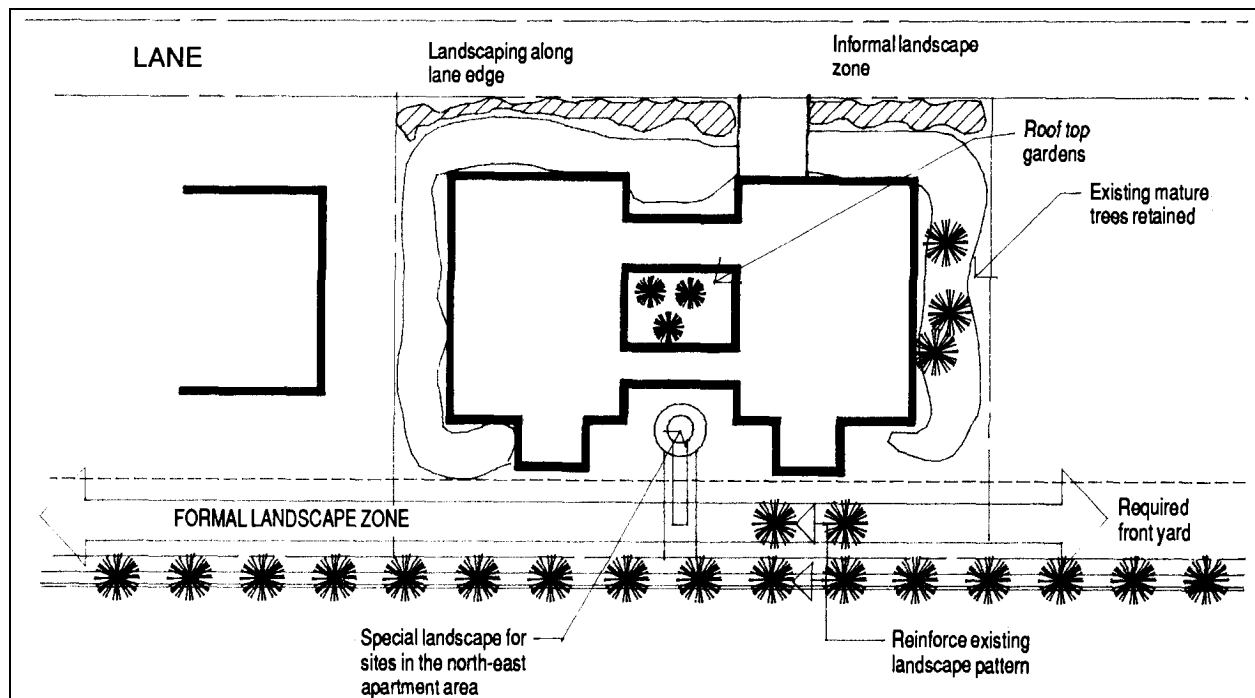 LANE
Landscaping along
lane edge
Informal landscape
zone
Roof top
gardens
Existing mature
trees retained
FORMAL LANDSCAPE ZONE
Required
front yard
Special landscape for
sites in the north-east
apartment area
Reinforce existing
landscape pattern